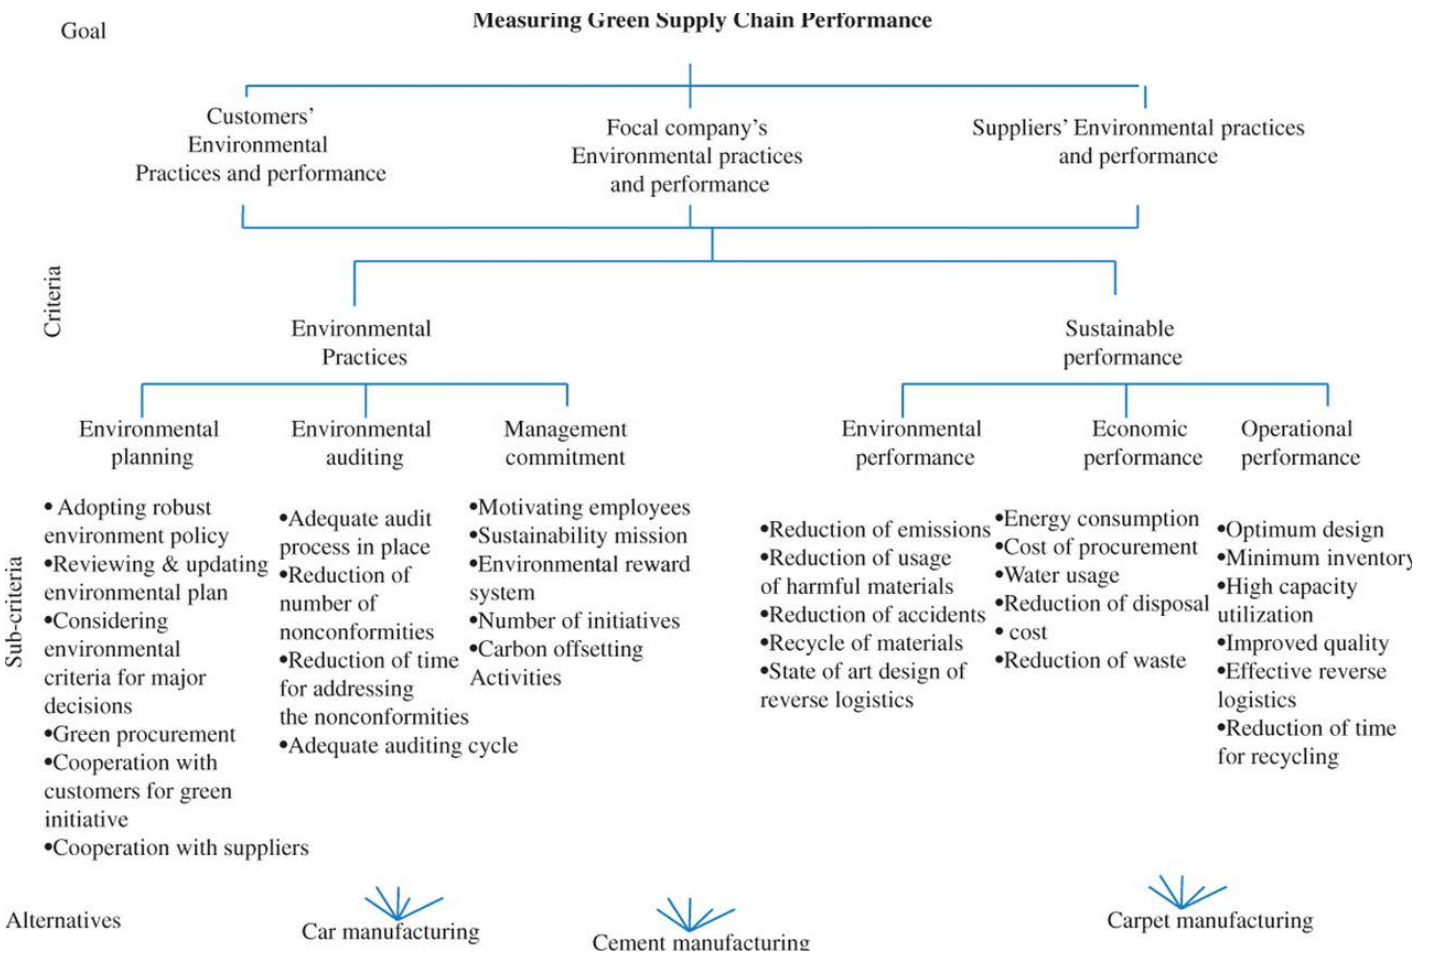 Measuring Green Supply Chain Performance
Goal
Customers’
Environmental
Practices and performance
Focal company’s
Environmental practices
and performance
Suppliers’ Environmental practices
and performance
Criteria
Environmental
Practices
Sustainable
performance
Environmental
planning
Environmental
auditing
Management
commitment
Environmental
performance
Economic
performance
Operational
performance
Sub-criteria
• Adopting robust
environment policy
•Reviewing & updating
environmental plan
•Considering
environmental
criteria for major
decisions
•Green procurement
•Cooperation with
customers for green
initiative
•Cooperation with suppliers
•Adequate audit
process in place
•Reduction of
number of
nonconformities
•Reduction of time
for addressing
the nonconformities
•Adequate auditing cycle
•Motivating employees
•Sustainability mission
•Environmental reward
system
•Number of initiatives
•Carbon offsetting
Activities
•Reduction of emissions
•Reduction of usage
of harmful materials
•Reduction of accidents
•Recycle of materials
•State of art design of
reverse logistics
•Energy consumption
•Cost of procurement
•Water usage
•Reduction of disposal
• cost
•Reduction of waste
•Optimum design
•Minimum inventory
•High capacity
utilization
•Improved quality
•Effective reverse
logistics
•Reduction of time
for recycling
Alternatives
Car manufacturing
Cement manufacturing
Carpet manufacturing